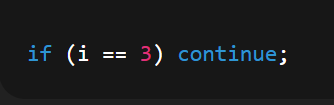 if (i == 3) continue;